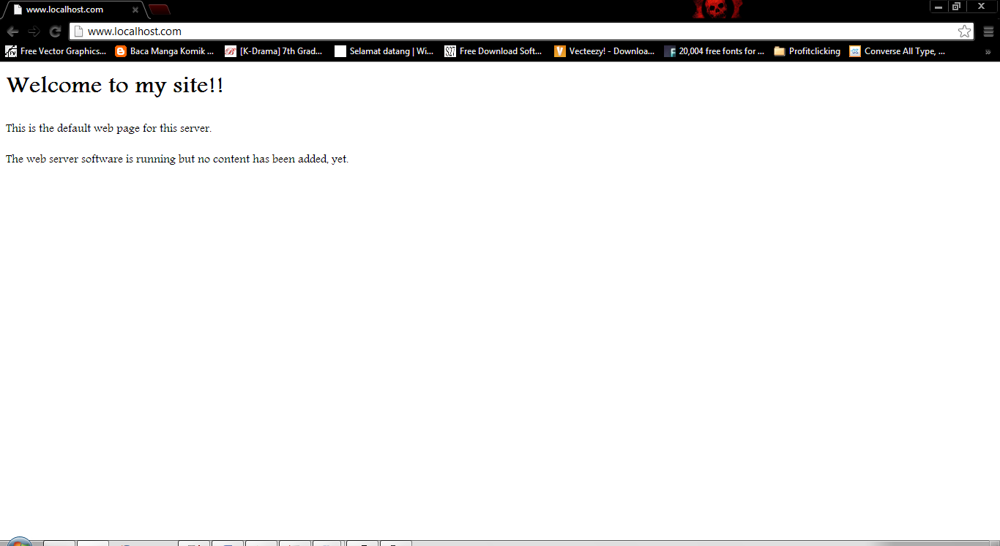 www.localhost.com
www.localhost.com
Free Vector Graphics... Baca Manga Komik ... [K-Drama] 7th Grad... Selamat datang | Wi... Free Download Soft... Vecteezy! - Downloa... 20,004 free fonts for ... Profitclicking Converse All Type, ...
Welcome to my site!!
This is the default web page for this server.
The web server software is running but no content has been added, yet.